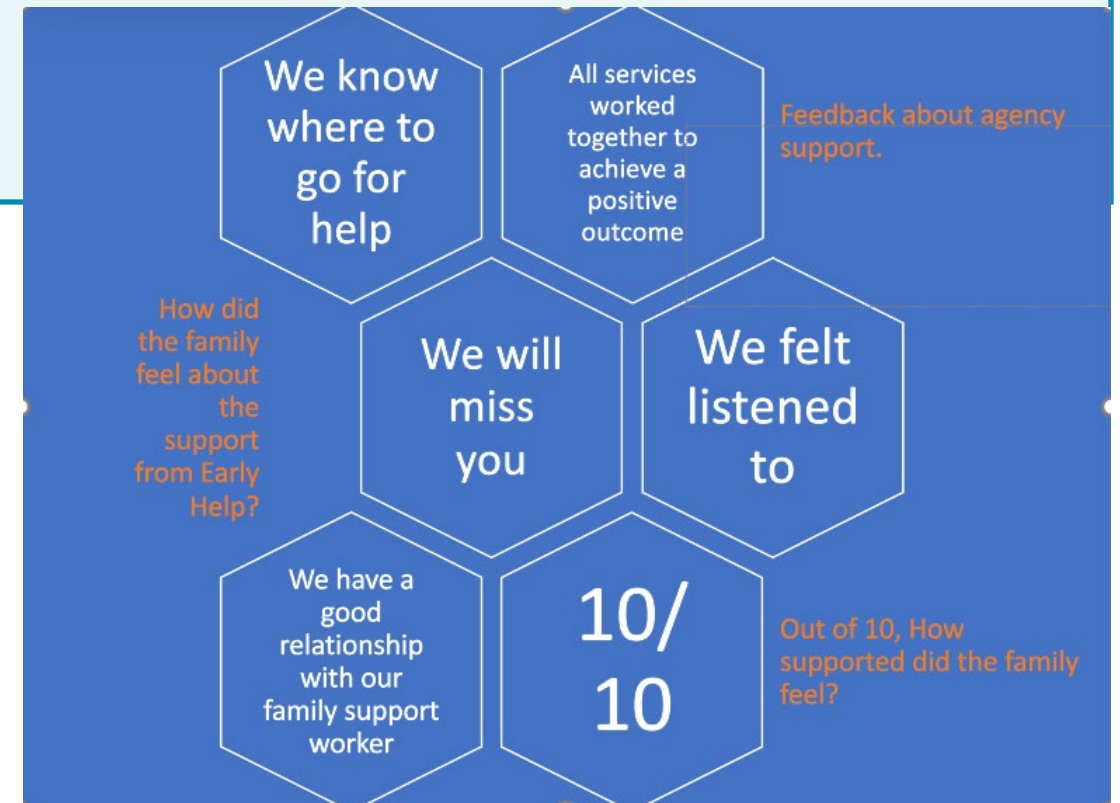 We know
where to
go for
help
All services
worked
together to
achieve a
positive
outcome
Feedback about agency
support.
How did
the family
feel about
the
support
from Early
Help?
We will
miss
you
We felt
listened
to
We have a
good
relationship
with our
family support
worker
10/
10
Out of 10, How
supported did the family
feel?